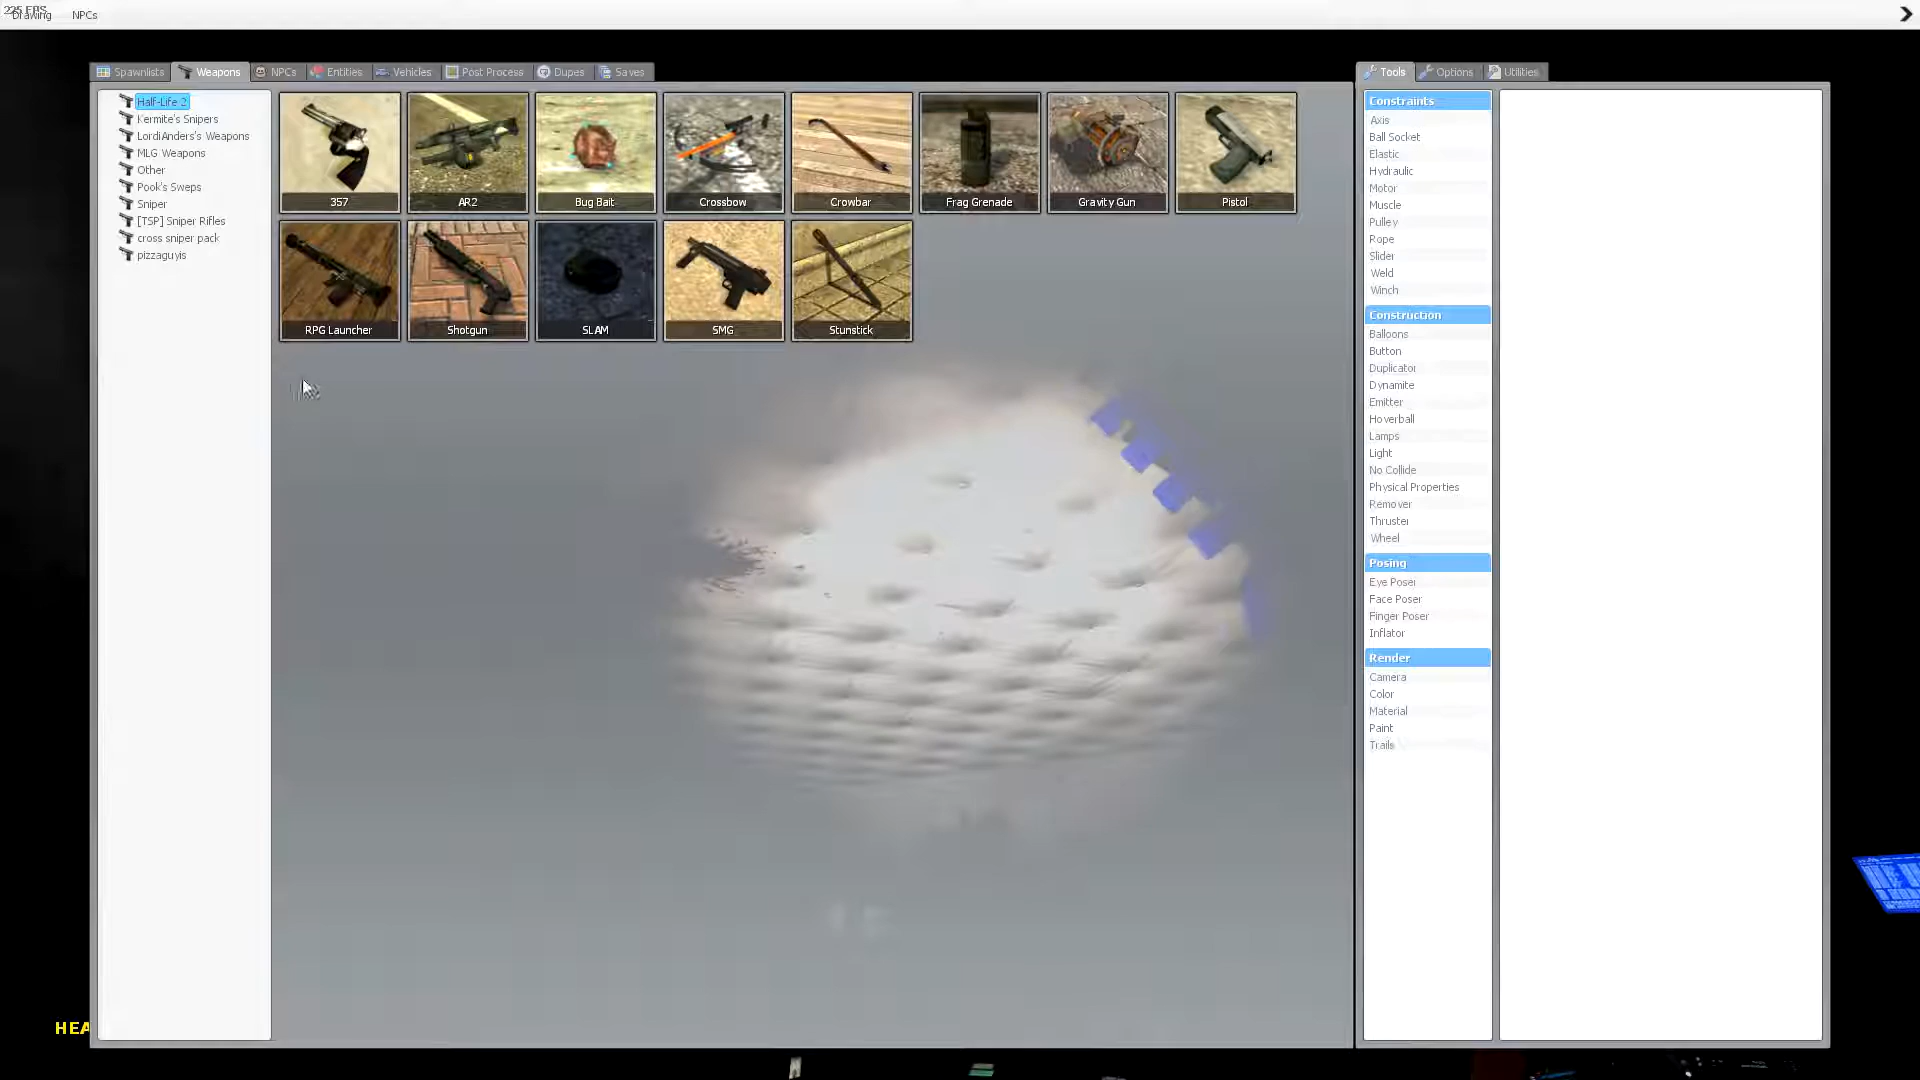 225 FPS
Drawing NPCs
Spawnlists Weapons NPCs Entities Vehicles Post Process Dupes Saves
Tools Options Utilities
Half-Life 2
Kermite's Snipers
LordiAnders's Weapons
MLG Weapons
Other
Pook's Sweps
Sniper
[TSP] Sniper Rifles
cross sniper pack
pizzaguyis
357 AR2 Bug Bait Crossbow Crowbar Frag Grenade Gravity Gun Pistol
RPG Launcher Shotgun SLAM SMG Stunstick
Constraints
Axis
Ball Socket
Elastic
Hydraulic
Motor
Muscle
Pulley
Rope
Slider
Weld
Winch
Construction
Balloons
Button
Duplicator
Dynamite
Emitter
Hoverball
Lamps
Light
No Collide
Physical Properties
Remover
Thruster
Wheel
Posing
Eye Poser
Face Poser
Finger Poser
Inflator
Render
Camera
Color
Material
Paint
Trails
HEA